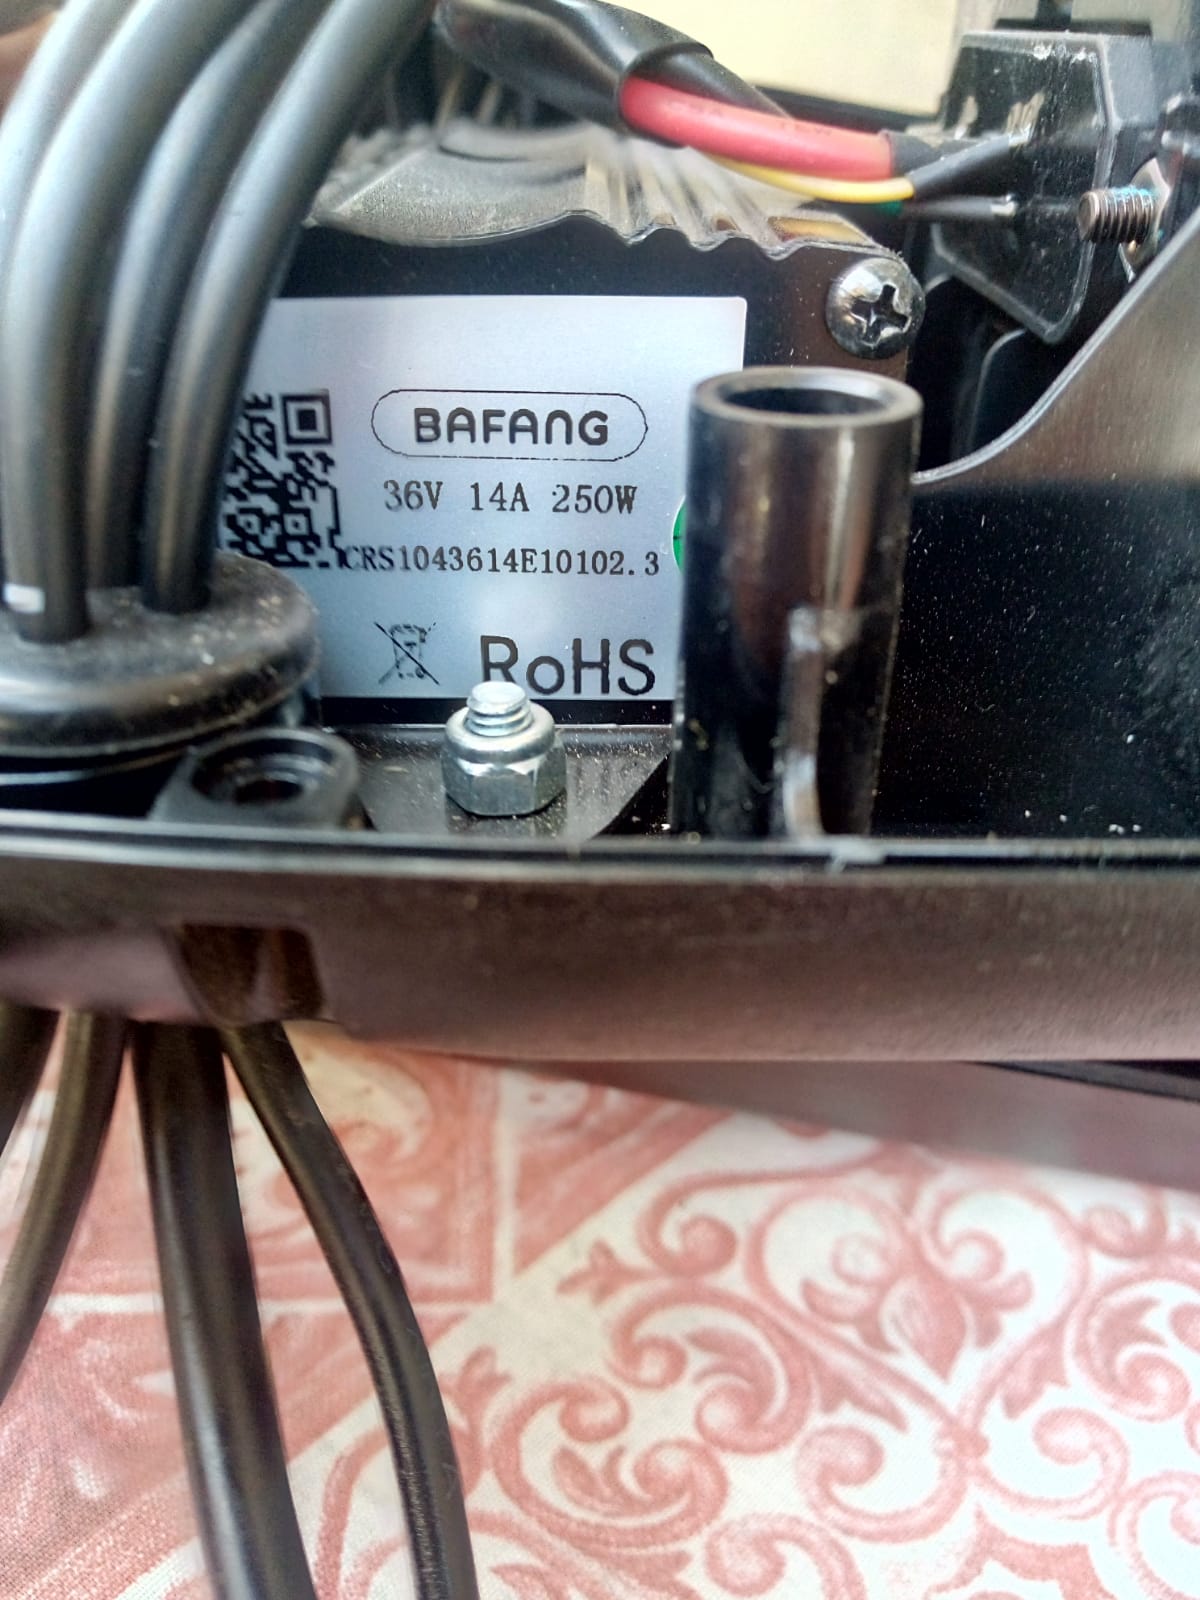 BAFANG
36V 14A 250W
CRS1043614E10102.3
RoHS